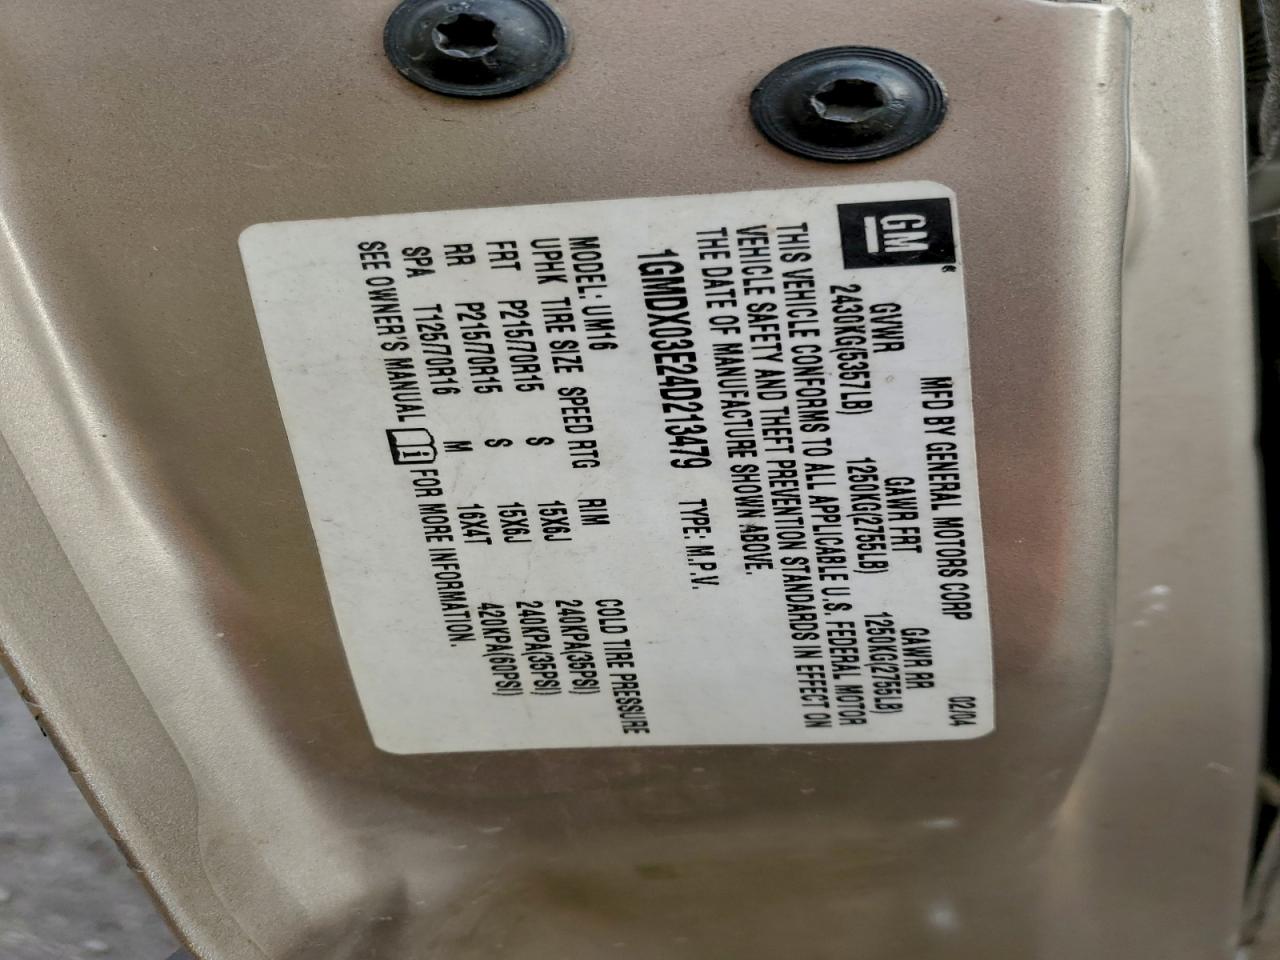 GM
MFD BY GENERAL MOTORS CORP 02/04
GVWR GAWR FRT GAWR RR
2430KG(5357LB) 1250KG(2755LB) 1250KG(2755LB)
THIS VEHICLE CONFORMS TO ALL APPLICABLE U.S. FEDERAL MOTOR
VEHICLE SAFETY AND THEFT PREVENTION STANDARDS IN EFFECT ON
THE DATE OF MANUFACTURE SHOWN ABOVE.
1GMDX03E24D213479 TYPE: M.P.V.
MODEL: UM16
UPHK TIRE SIZE SPEED RTG RIM COLD TIRE PRESSURE
FRT P215/70R15 S 15X6J 240KPA(35PSI)
RR P215/70R15 S 15X6J 240KPA(35PSI)
SPA T125/70R16 M 16X4T 420KPA(60PSI)
SEE OWNER'S MANUAL i FOR MORE INFORMATION.